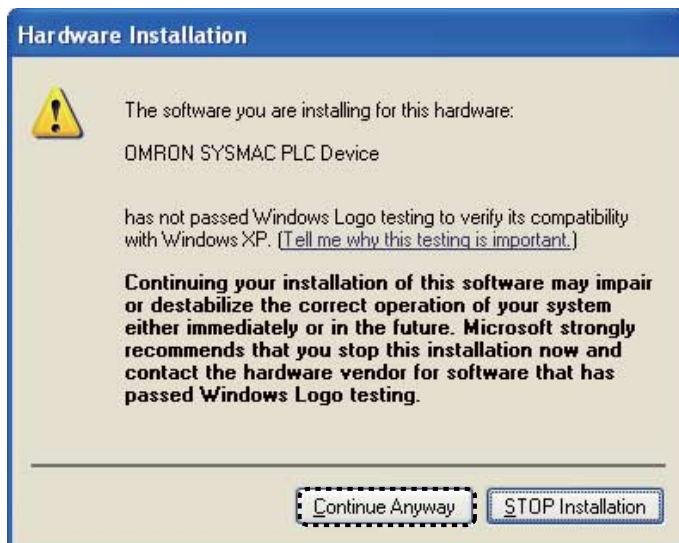 Hardware Installation
The software you are installing for this hardware:
OMRON SYSMAC PLC Device
has not passed Windows Logo testing to verify its compatibility
with Windows XP. (Tell me why this testing is important.)
Continuing your installation of this software may impair
or destabilize the correct operation of your system
either immediately or in the future. Microsoft strongly
recommends that you stop this installation now and
contact the hardware vendor for software that has
passed Windows Logo testing.
Continue Anyway
STOP Installation